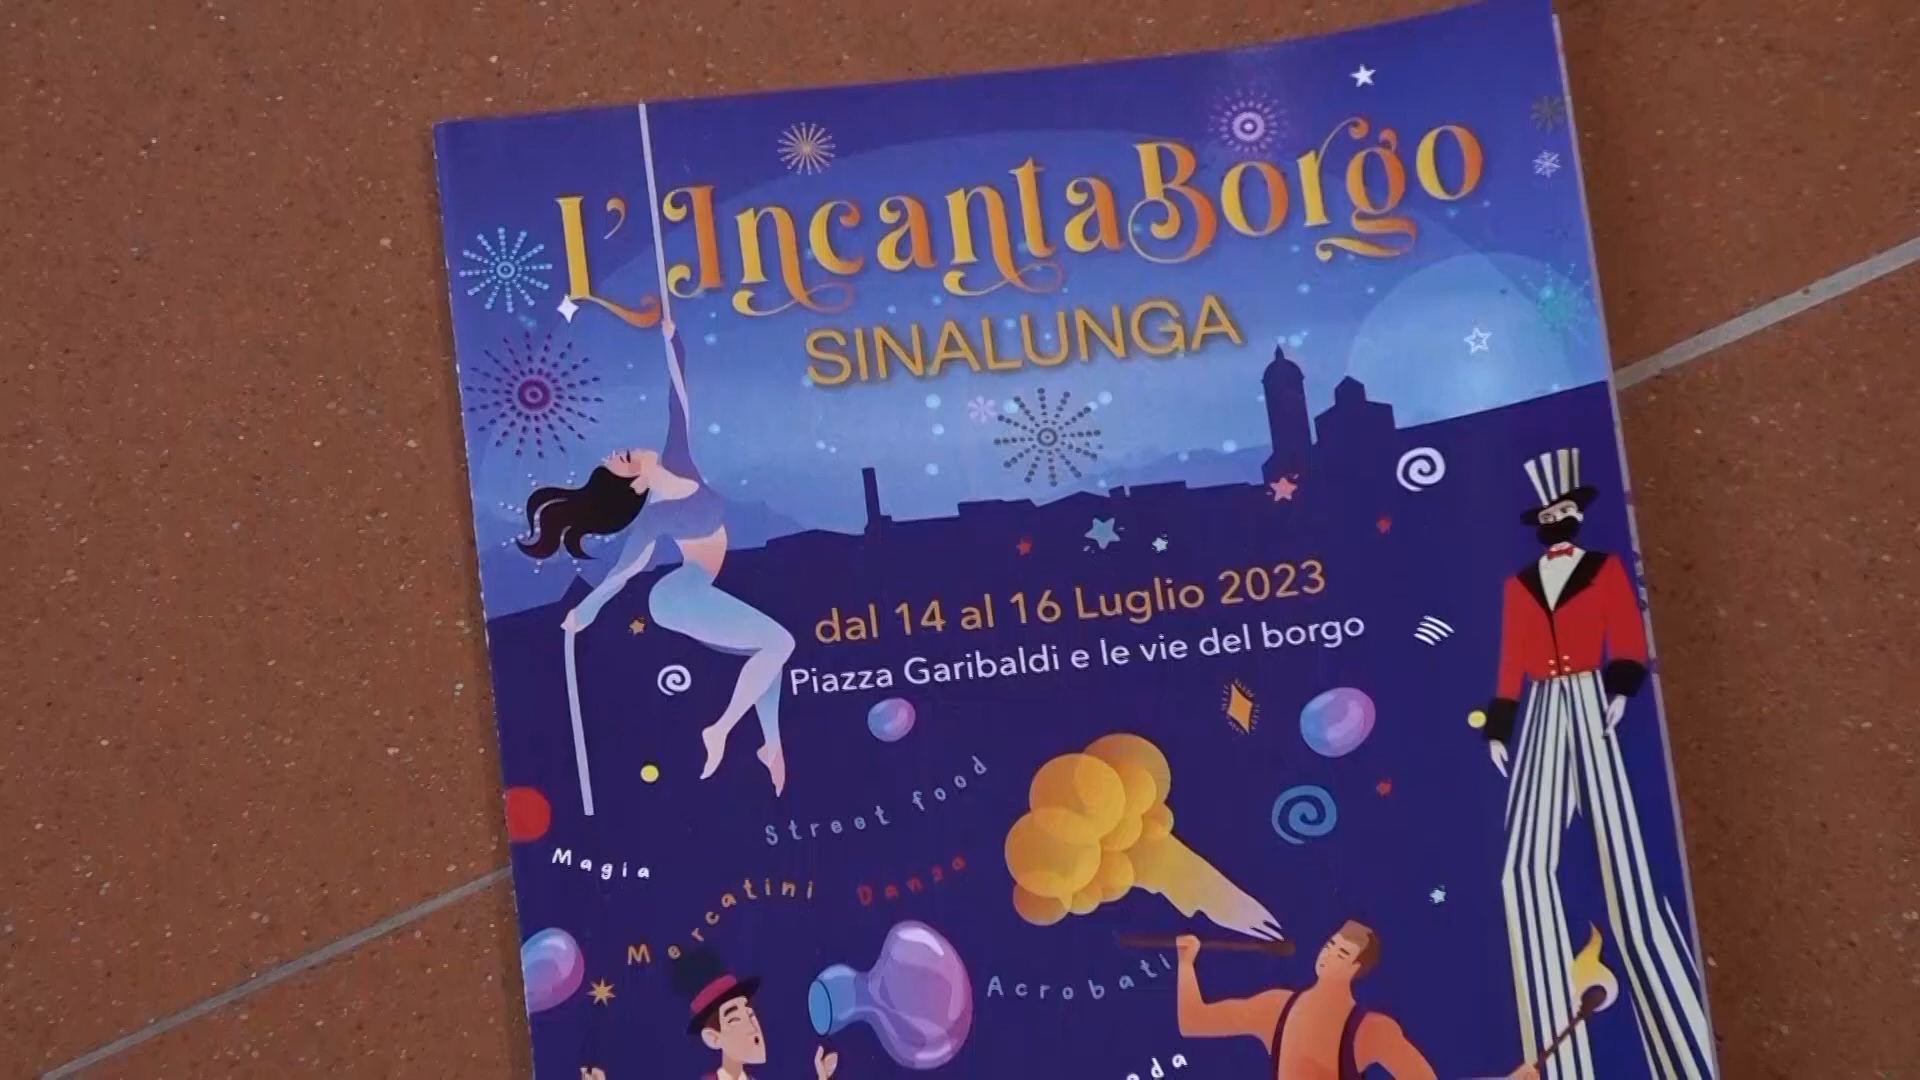 L'IncantaBorgo
SINALUNGA
dal 14 al 16 Luglio 2023
Piazza Garibaldi e le vie del borgo
Street food
Magia
Mercatini
Danza
Acrobati